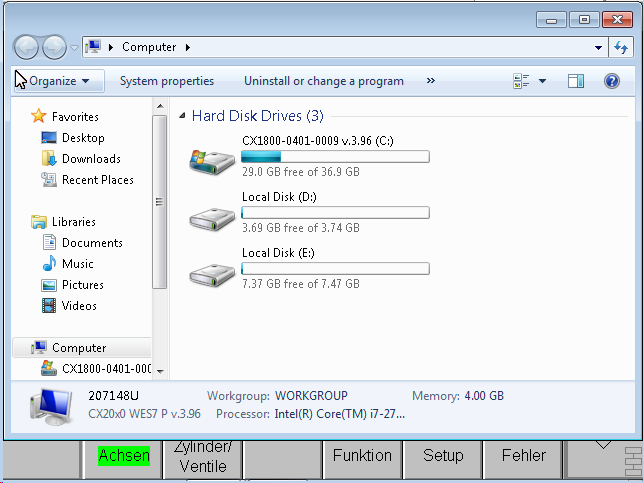 Computer
Organize
System properties
Uninstall or change a program
»
Favorites
Desktop
Downloads
Recent Places
Libraries
Documents
Music
Pictures
Videos
Computer
CX1800-0401-000
Hard Disk Drives (3)
CX1800-0401-0009 v.3.96 (C:)
29.0 GB free of 36.9 GB
Local Disk (D:)
3.69 GB free of 3.74 GB
Local Disk (E:)
7.37 GB free of 7.47 GB
207148U Workgroup: WORKGROUP Memory: 4.00 GB
CX20x0 WES7 P v.3.96 Processor: Intel(R) Core(TM) i7-27...
Achsen
Zylinder/
Ventile
Funktion
Setup
Fehler